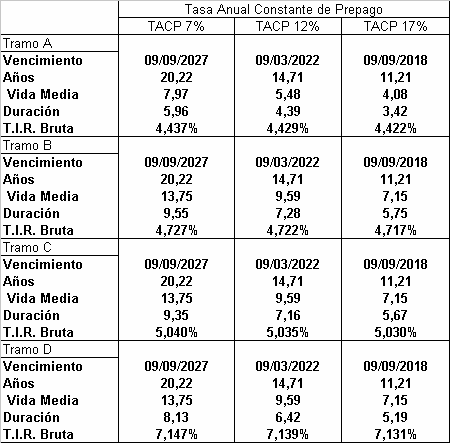 Tasa Anual Constante de Prepago
TACP 7% TACP 12% TACP 17%
Tramo A
Vencimiento 09/09/2027 09/03/2022 09/09/2018
Años 20,22 14,71 11,21
Vida Media 7,97 5,48 4,08
Duración 5,96 4,39 3,42
T.I.R. Bruta 4,437% 4,429% 4,422%
Tramo B
Vencimiento 09/09/2027 09/03/2022 09/09/2018
Años 20,22 14,71 11,21
Vida Media 13,75 9,59 7,15
Duración 9,55 7,28 5,75
T.I.R. Bruta 4,727% 4,722% 4,717%
Tramo C
Vencimiento 09/09/2027 09/03/2022 09/09/2018
Años 20,22 14,71 11,21
Vida Media 13,75 9,59 7,15
Duración 9,35 7,16 5,67
T.I.R. Bruta 5,040% 5,035% 5,030%
Tramo D
Vencimiento 09/09/2027 09/03/2022 09/09/2018
Años 20,22 14,71 11,21
Vida Media 13,75 9,59 7,15
Duración 8,13 6,42 5,19
T.I.R. Bruta 7,147% 7,139% 7,131%